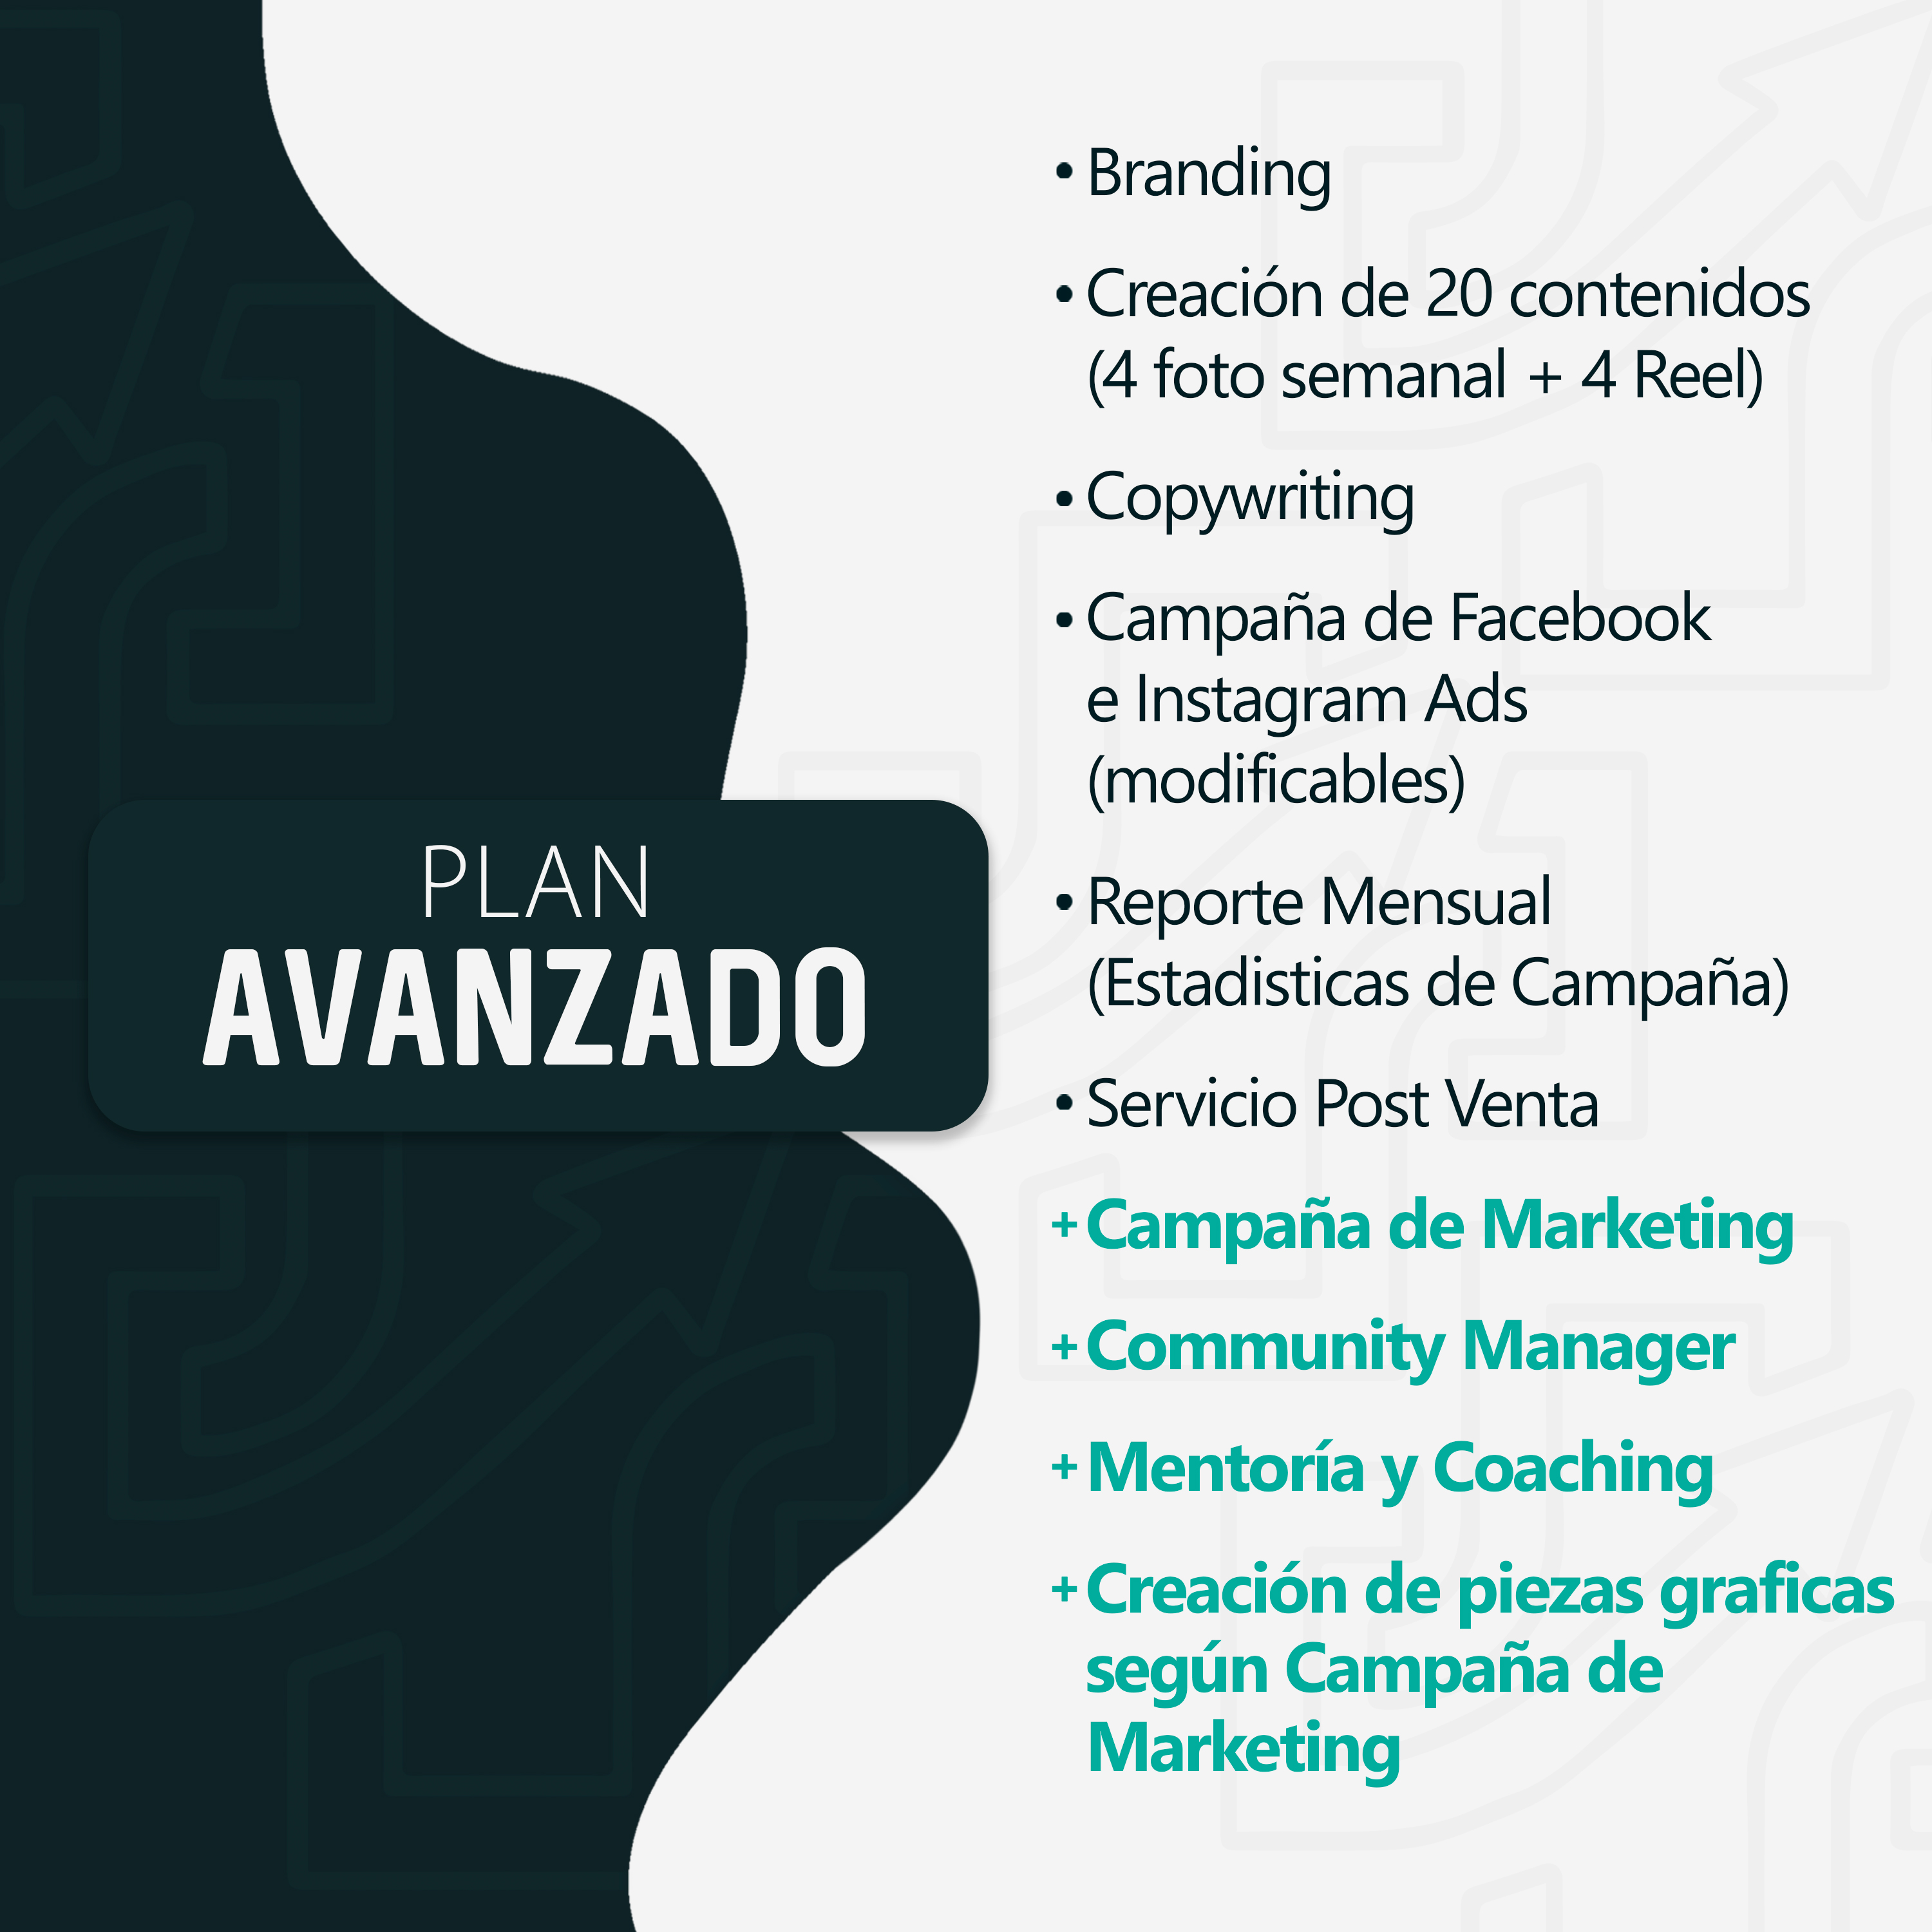 PLAN
AVANZADO
• Branding
• Creación de 20 contenidos
(4 foto semanal + 4 Reel)
• Copywriting
• Campaña de Facebook
e Instagram Ads
(modificables)
• Reporte Mensual
(Estadisticas de Campaña)
• Servicio Post Venta
+ Campaña de Marketing
+ Community Manager
+ Mentoría y Coaching
+ Creación de piezas graficas
según Campaña de
Marketing